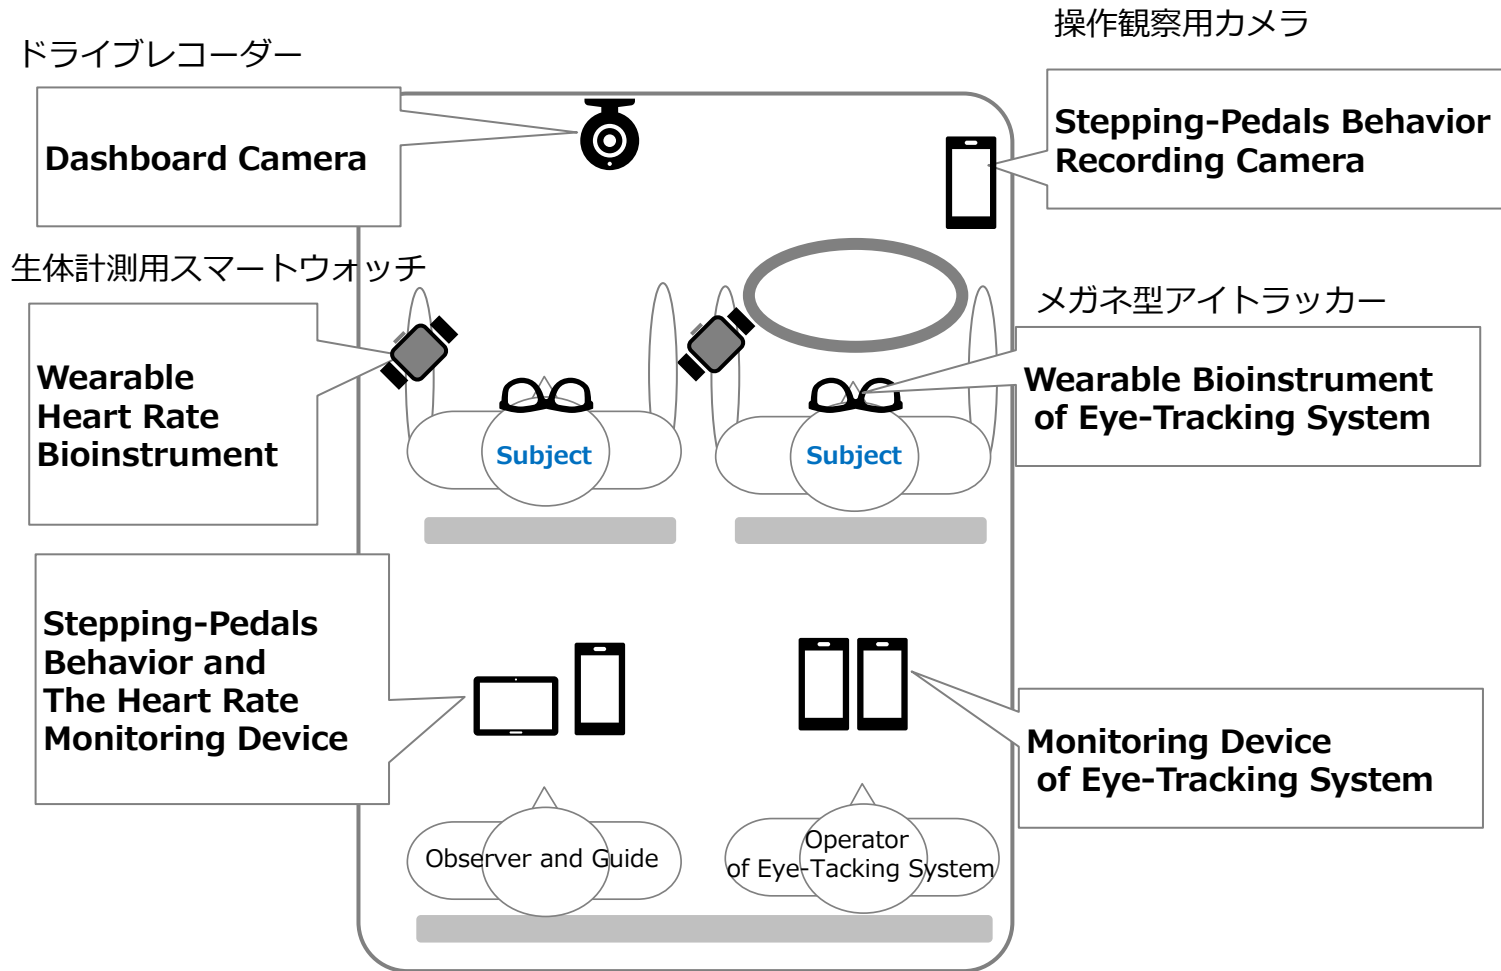 ドライブレコーダー
Dashboard Camera
操作観察用カメラ
Stepping-Pedals Behavior
Recording Camera
生体計測用スマートウォッチ
Wearable
Heart Rate
Bioinstrument
メガネ型アイトラッカー
Wearable Bioinstrument
of Eye-Tracking System
Subject
Subject
Stepping-Pedals
Behavior and
The Heart Rate
Monitoring Device
Monitoring Device
of Eye-Tracking System
Observer and Guide
Operator
of Eye-Tacking System